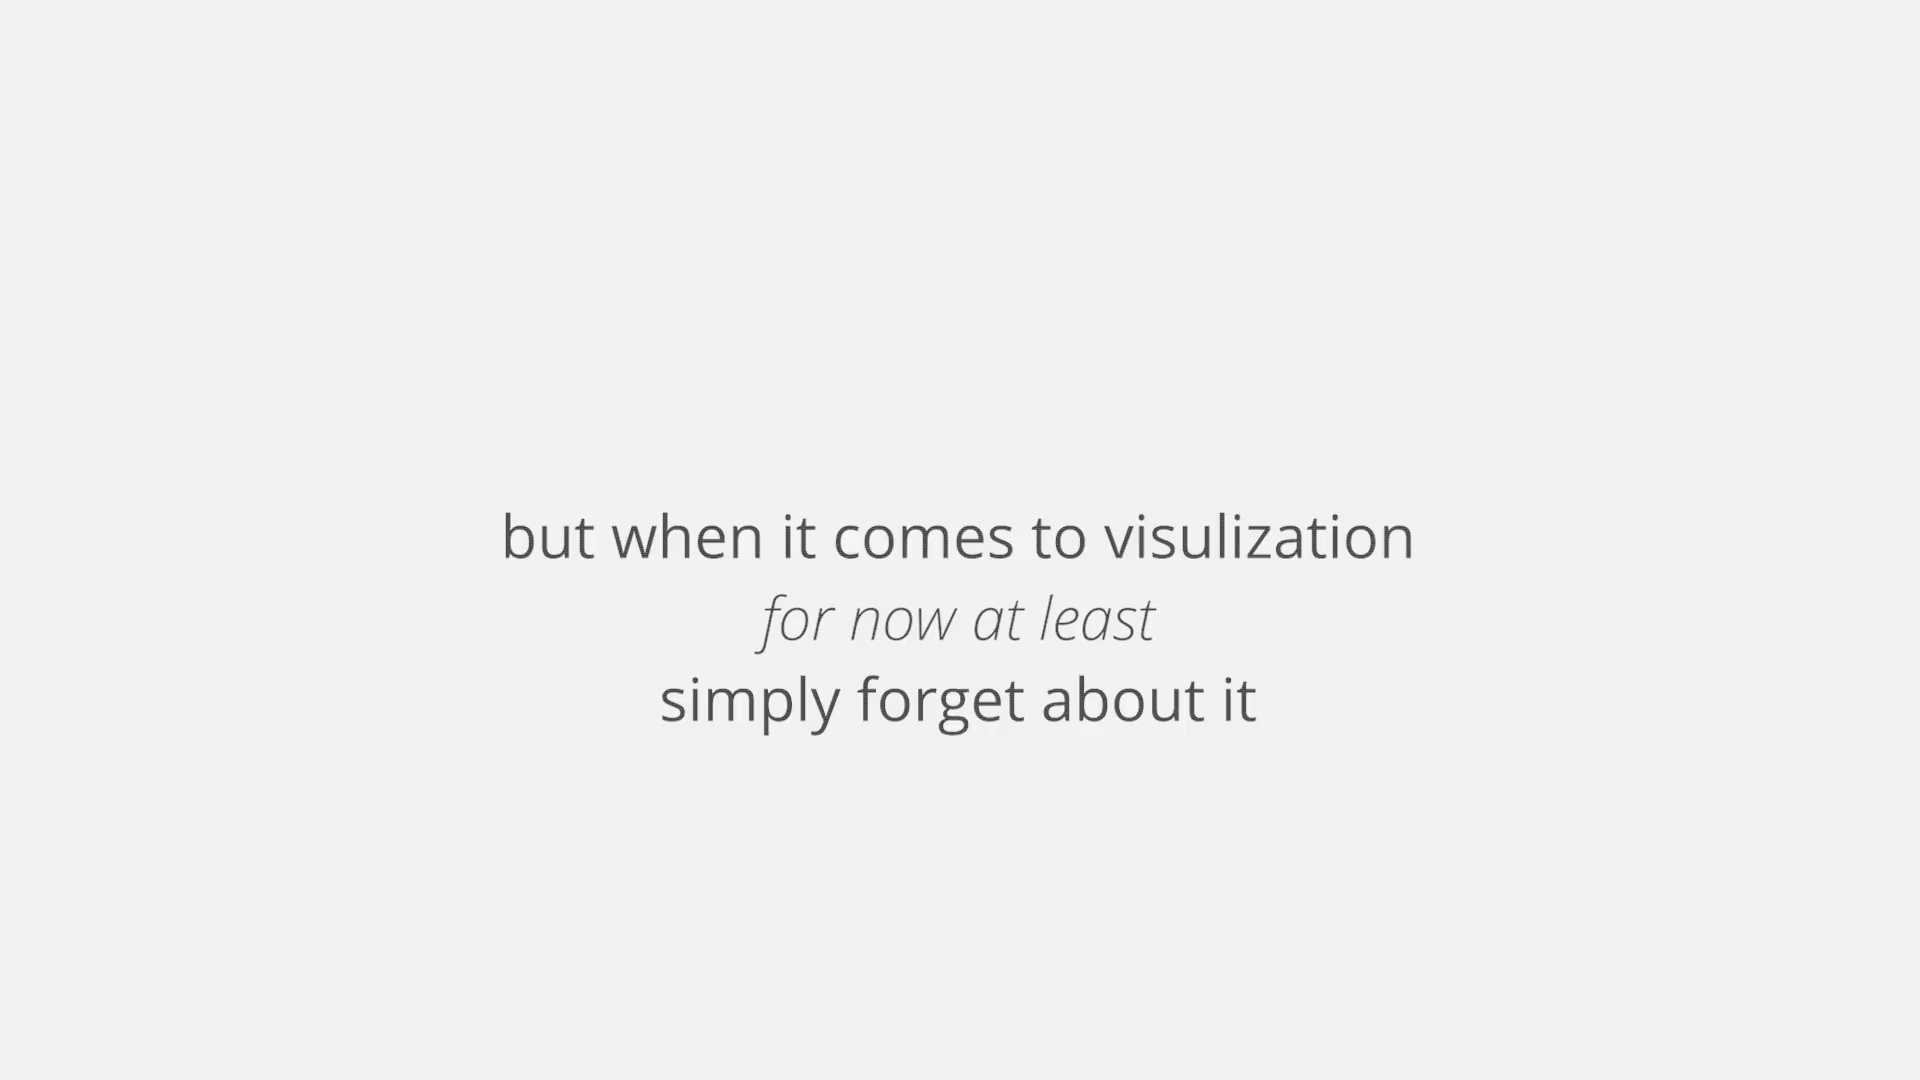 but when it comes to visulization
for now at least
simply forget about it